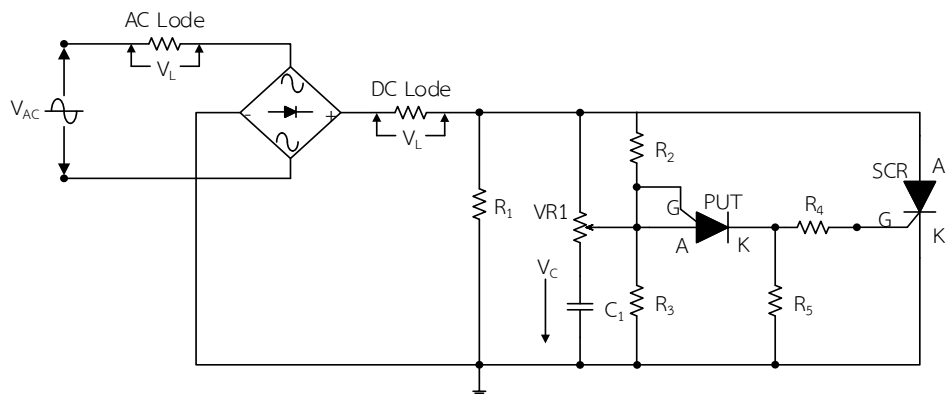 AC Lode
V_L
V_AC
- +
DC Lode
V_L
R_1
VR1
V_C
C_1
R_2
G
A
PUT
K
R_3
R_4
R_5
SCR
A
G
K